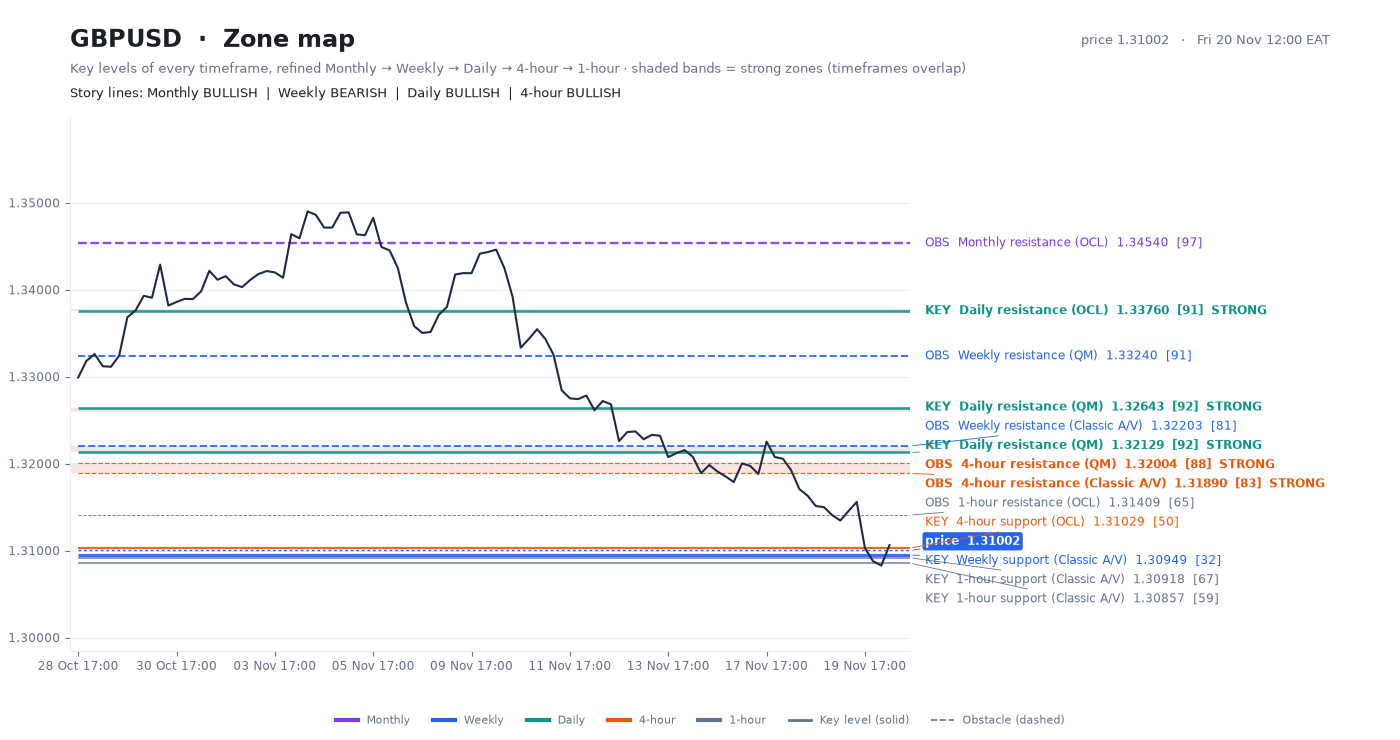 GBPUSD · Zone map
price 1.31002 · Fri 20 Nov 12:00 EAT
Key levels of every timeframe, refined Monthly → Weekly → Daily → 4-hour → 1-hour · shaded bands = strong zones (timeframes overlap)
Story lines: Monthly BULLISH | Weekly BEARISH | Daily BULLISH | 4-hour BULLISH
1.35000
1.34000
1.33000
1.32000
1.31000
1.30000
OBS Monthly resistance (OCL) 1.34540 [97]
KEY Daily resistance (OCL) 1.33760 [91] STRONG
OBS Weekly resistance (QM) 1.33240 [91]
KEY Daily resistance (QM) 1.32643 [92] STRONG
OBS Weekly resistance (Classic A/V) 1.32203 [81]
KEY Daily resistance (QM) 1.32129 [92] STRONG
OBS 4-hour resistance (QM) 1.32004 [88] STRONG
OBS 4-hour resistance (Classic A/V) 1.31890 [83] STRONG
OBS 1-hour resistance (OCL) 1.31409 [65]
KEY 4-hour support (OCL) 1.31029 [50]
price 1.31002
KEY Weekly support (Classic A/V) 1.30949 [32]
KEY 1-hour support (Classic A/V) 1.30918 [67]
KEY 1-hour support (Classic A/V) 1.30857 [59]
28 Oct 17:00 30 Oct 17:00 03 Nov 17:00 05 Nov 17:00 09 Nov 17:00 11 Nov 17:00 13 Nov 17:00 17 Nov 17:00 19 Nov 17:00
Monthly Weekly Daily 4-hour 1-hour Key level (solid) Obstacle (dashed)